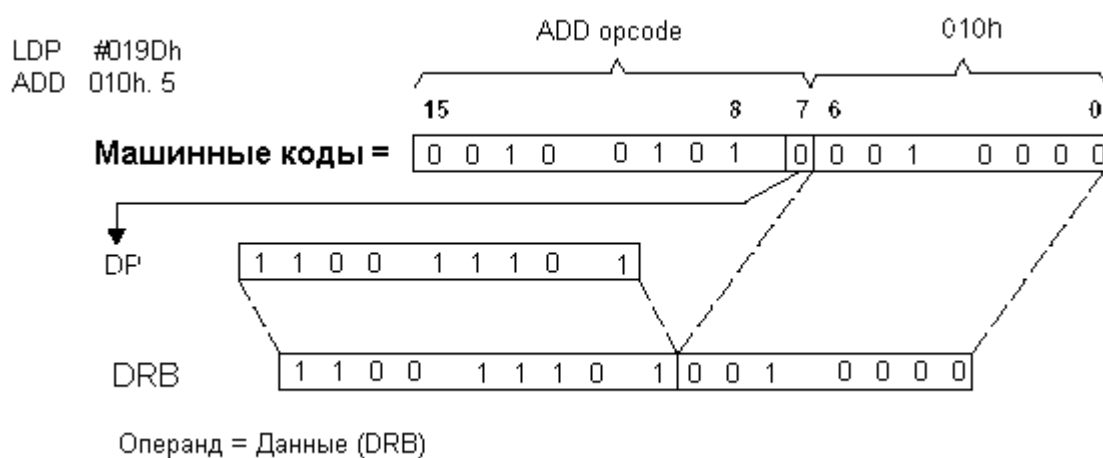 ADD opcode 010h
LDP #019Dh
ADD 010h. 5
15 8 7 6 0
Машинные коды = 0 0 1 0 0 1 0 1 0 0 0 1 0 0 0 0
DP 1 1 0 0 1 1 1 0 1
DRB 1 1 0 0 1 1 1 0 1 0 0 1 0 0 0 0
Операнд = Данные (DRB)